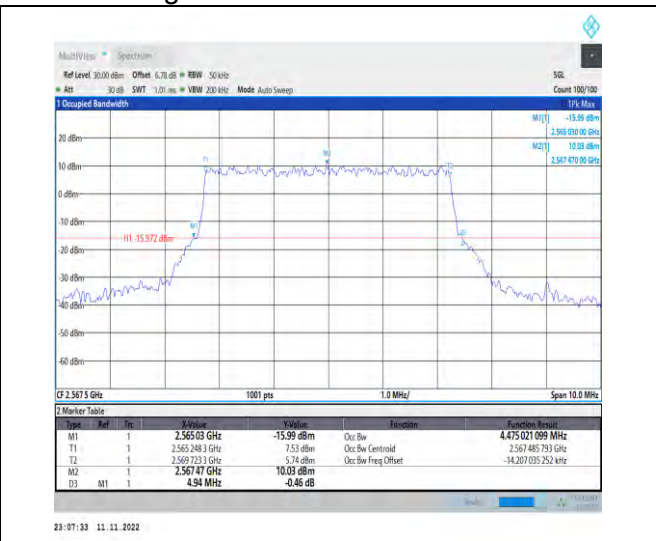 MultiView Spectrum
Ref Level 30.00 dBm Offset 6.78 dB RBW 50 kHz SGL
Att 30 dB SWT 1.01 ms VBW 200 kHz Mode Auto Sweep Count 100/100
1 Occupied Bandwidth 1Pk Max
M1[1] -15.99 dBm
2.565 030 00 GHz
M2[1] 10.03 dBm
2.567 470 00 GHz
20 dBm
M2
T1
T2
10 dBm
0 dBm
-10 dBm
M1
H1 -15.972 dBm
-20 dBm
-30 dBm
-40 dBm
-50 dBm
-60 dBm
CF 2.567 5 GHz 1001 pts 1.0 MHz/ Span 10.0 MHz
2 Marker Table
Type Ref Trc X-Value Y-Value Function Function Result
M1 1 2.565 03 GHz -15.99 dBm Occ Bw 4.475 021 099 MHz
T1 1 2.565 248 3 GHz 7.53 dBm Occ Bw Centroid 2.567 485 793 GHz
T2 1 2.569 723 3 GHz 5.74 dBm Occ Bw Freq Offset -14.207 035 252 kHz
M2 1 2.567 47 GHz 10.03 dBm
D3 M1 1 4.94 MHz -0.46 dB
23:07:33 11.11.2022